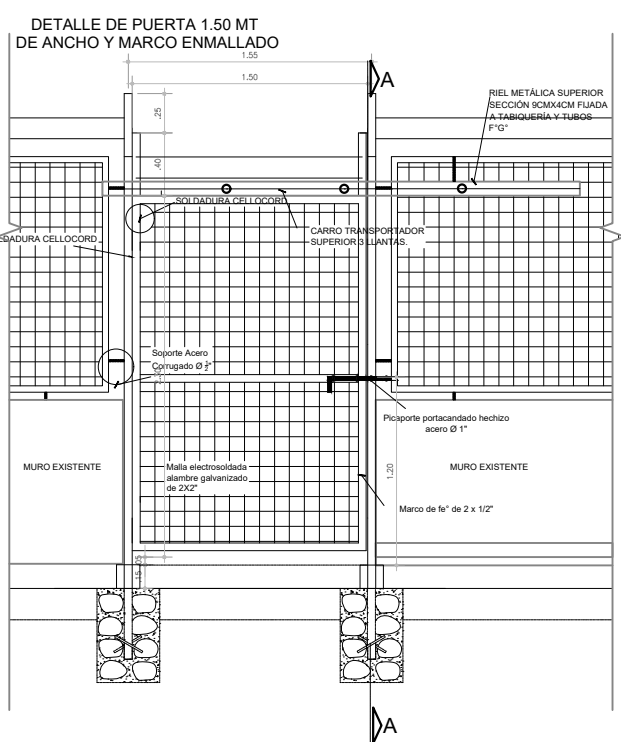 DETALLE DE PUERTA 1.50 MT
DE ANCHO Y MARCO ENMALLADO
1.55
1.50
A
.25
.40
RIEL METÁLICA SUPERIOR
SECCIÓN 9CMX4CM FIJADA
A TABIQUERÍA Y TUBOS
F°G°
SOLDADURA CELLOCORD
CARRO TRANSPORTADOR
SUPERIOR 3 LLANTAS.
DADURA CELLOCORD
Soporte Acero
Corrugado Ø ½"
Picaporte portacandado hechizo
acero Ø 1"
MURO EXISTENTE
Malla electrosoldada
alambre galvanizado
de 2X2"
1.20
MURO EXISTENTE
Marco de fe° de 2 x 1/2"
.05
.15
A